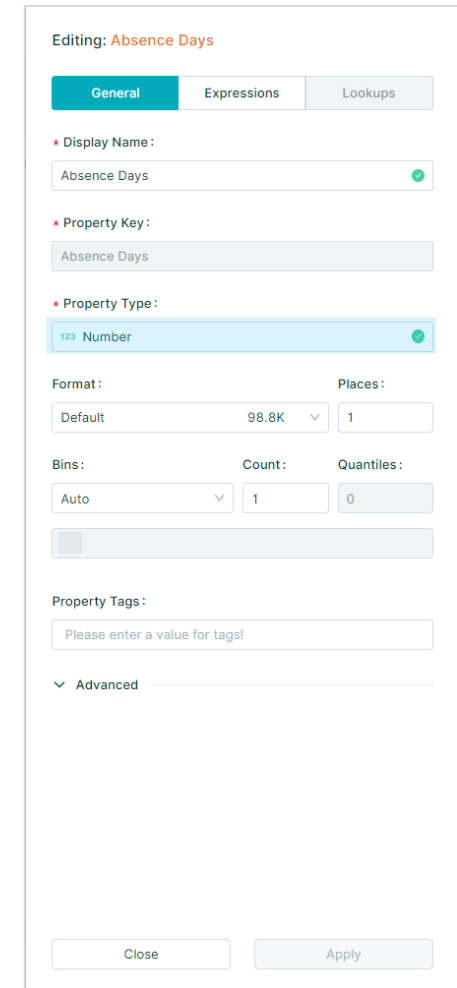 Editing: Absence Days
General Expressions Lookups
* Display Name:
Absence Days
* Property Key:
Absence Days
* Property Type:
123 Number
Format: Places:
Default 98.8K 1
Bins: Count: Quantiles:
Auto 1 0
Property Tags:
Please enter a value for tags!
Advanced
Close Apply